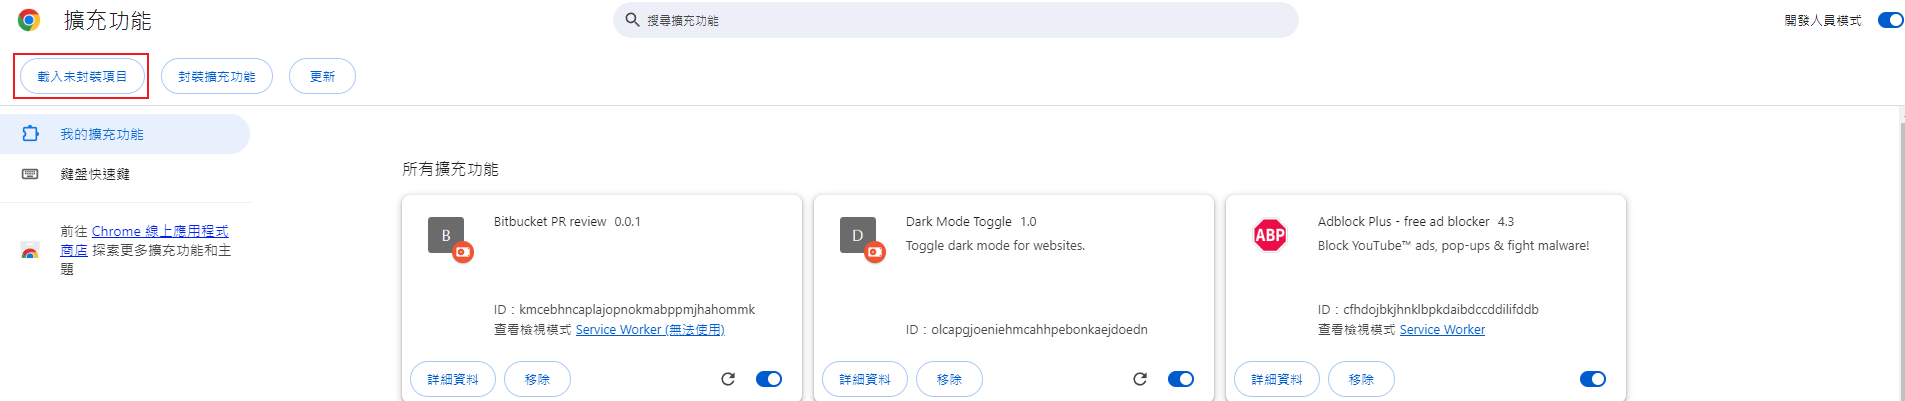 擴充功能
搜尋擴充功能
開發人員模式
載入未封裝項目
封裝擴充功能
更新
我的擴充功能
鍵盤快速鍵
前往 Chrome 線上應用程式
商店 探索更多擴充功能和主
題
所有擴充功能
B
Bitbucket PR review 0.0.1
ID：kmcebhncaplajopnokmabppmjhahommk
查看檢視模式 Service Worker (無法使用)
詳細資料
移除
D
Dark Mode Toggle 1.0
Toggle dark mode for websites.
ID：olcapgjoeniehmcahhpebonkaejdoedn
詳細資料
移除
ABP
Adblock Plus - free ad blocker 4.3
Block YouTube™ ads, pop-ups & fight malware!
ID：cfhdojbkjhnklbpkdaibdccddilifddb
查看檢視模式 Service Worker
詳細資料
移除